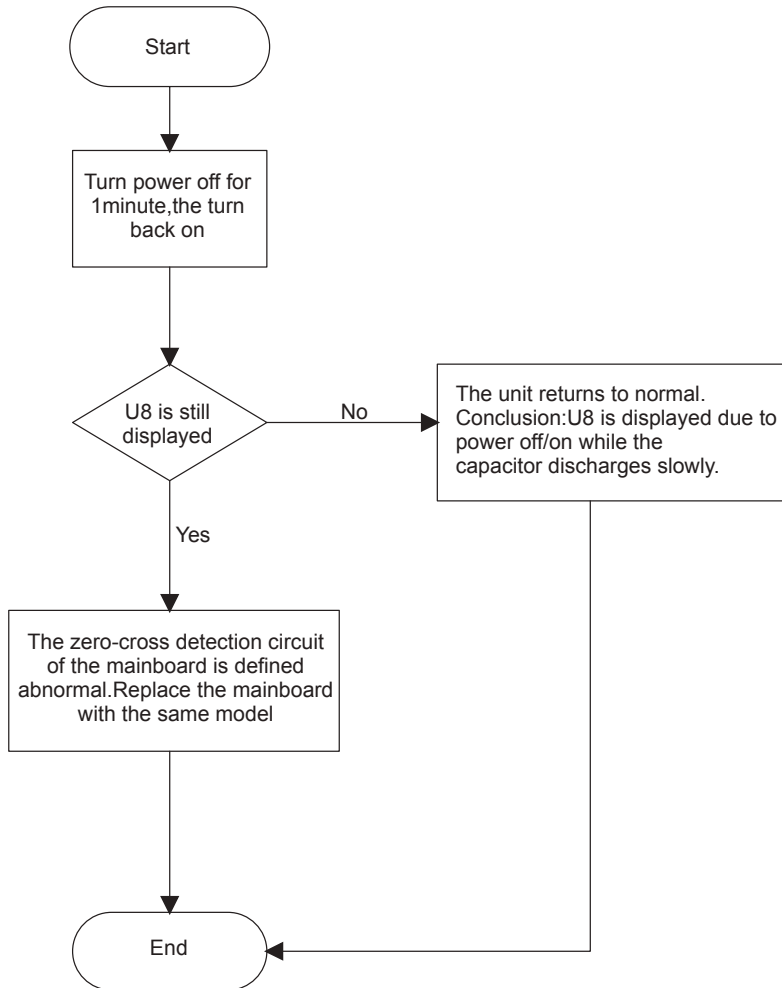 Start
Turn power off for
1minute,the turn
back on
U8 is still
displayed
No
The unit returns to normal.
Conclusion:U8 is displayed due to
power off/on while the
capacitor discharges slowly.
Yes
The zero-cross detection circuit
of the mainboard is defined
abnormal.Replace the mainboard
with the same model
End